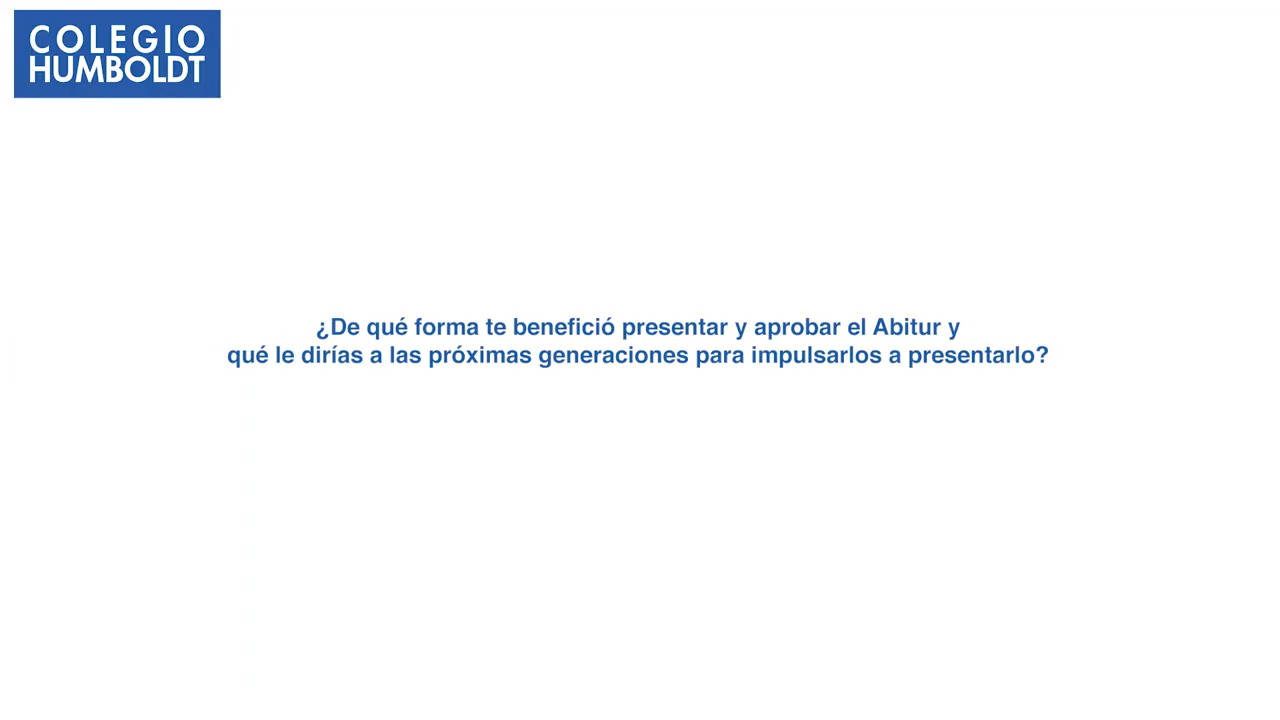 COLEGIO
HUMBOLDT
¿De qué forma te benefició presentar y aprobar el Abitur y
qué le dirías a las próximas generaciones para impulsarlos a presentarlo?